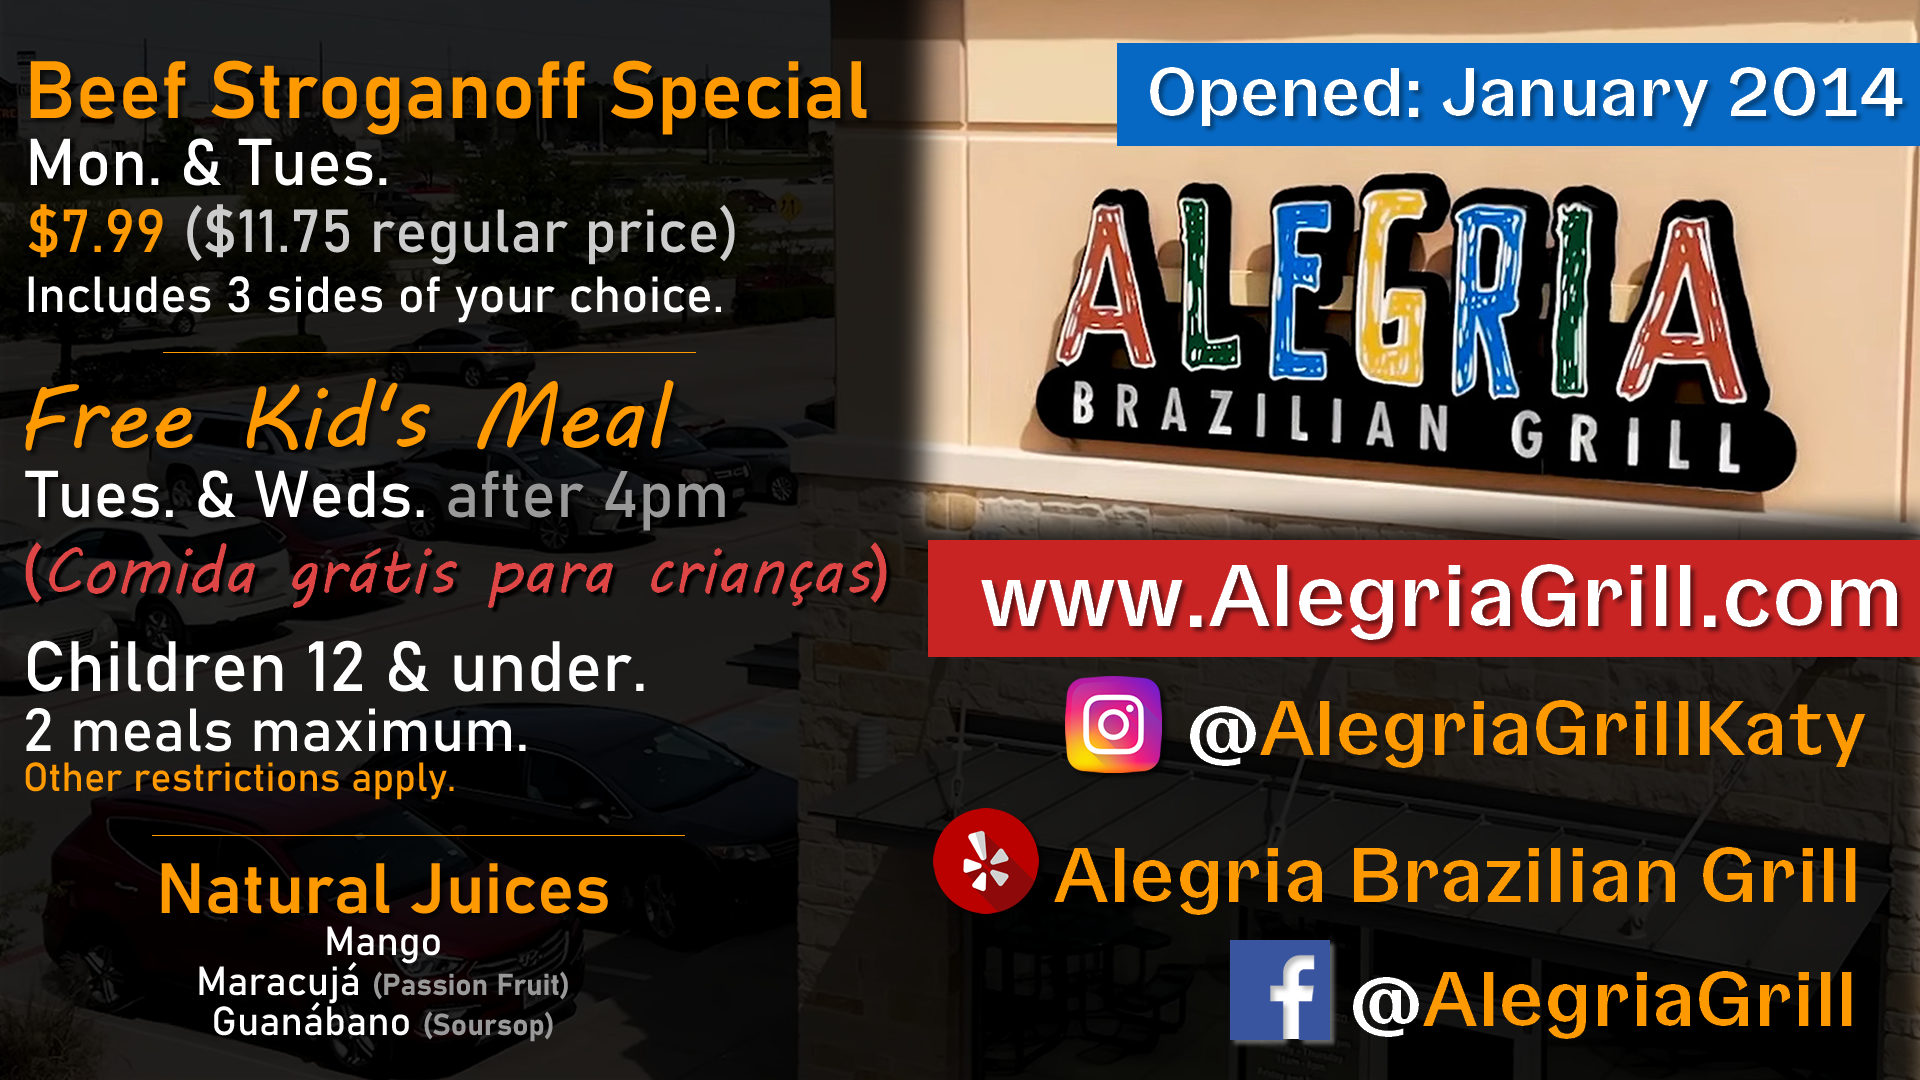 Beef Stroganoff Special
Mon. & Tues.
$7.99 ($11.75 regular price)
Includes 3 sides of your choice.
Free Kid's Meal
Tues. & Weds. after 4pm
(Comida grátis para crianças)
Children 12 & under.
2 meals maximum.
Other restrictions apply.
Natural Juices
Mango
Maracujá (Passion Fruit)
Guanábano (Soursop)
Opened: January 2014
ALEGRIA
BRAZILIAN GRILL
www.AlegriaGrill.com
@AlegriaGrillKaty
Alegria Brazilian Grill
@AlegriaGrill